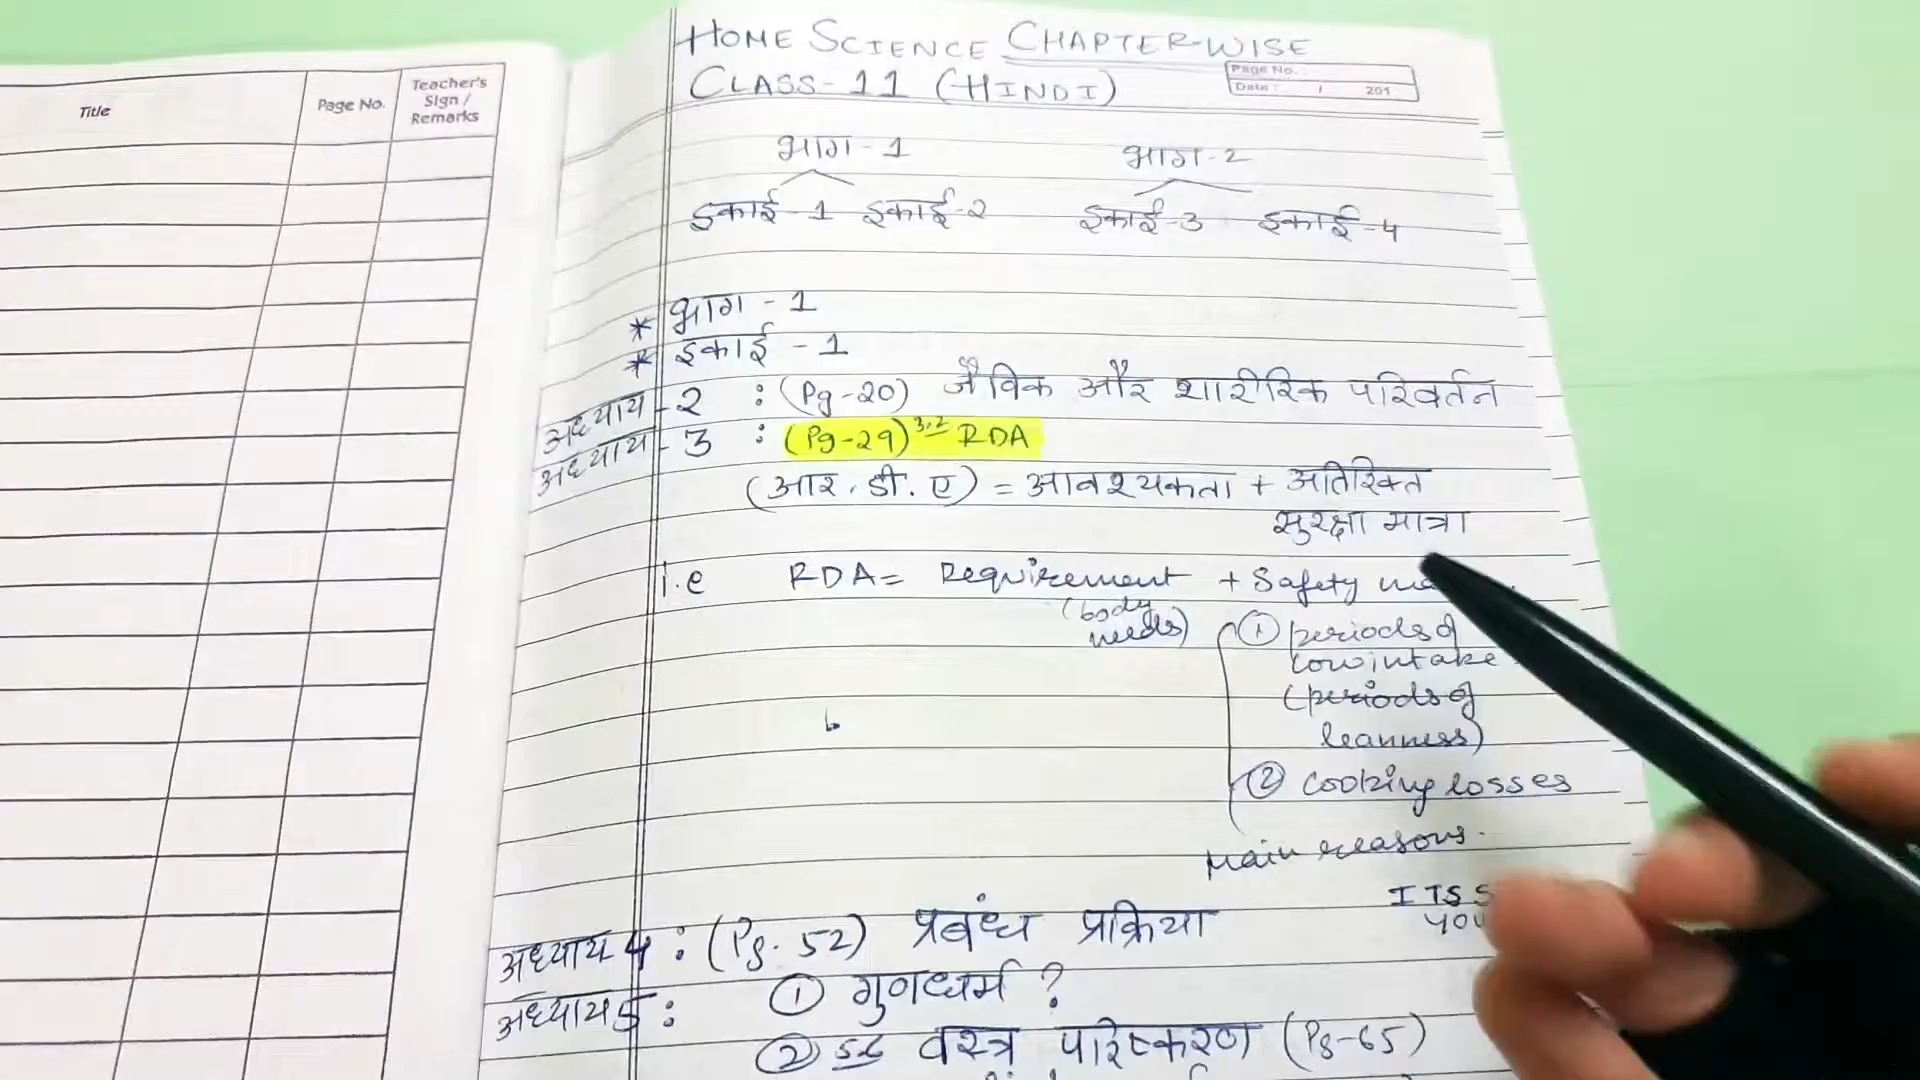 Title
Page No.
Teacher's
Sign /
Remarks
HOME SCIENCE CHAPTER-WISE
CLASS-11 (HINDI)
Page No.
Date : / 201
भाग-1 भाग-2
इकाई-1 इकाई-2 इकाई-3 इकाई-4
* भाग-1
* इकाई-1
अध्याय-2 : (Pg-20) जैविक और शारीरिक परिवर्तन
अध्याय-3 : (Pg-29) 3.2 RDA
(आर.डी.ए) = आवश्यकता + अतिरिक्त
सुरक्षा मात्रा
i.e RDA = Requirement + Safety
(body
needs)
① periods of
low intake
(periods of
leanness)
② cooking losses
Main reasons.
ITSS
अध्याय 4 : (Pg. 52) प्रबंध प्रक्रिया
अध्याय 5 : ① गुणधर्म ?
② 5.6 वस्त्र परिष्करण (Pg-65)